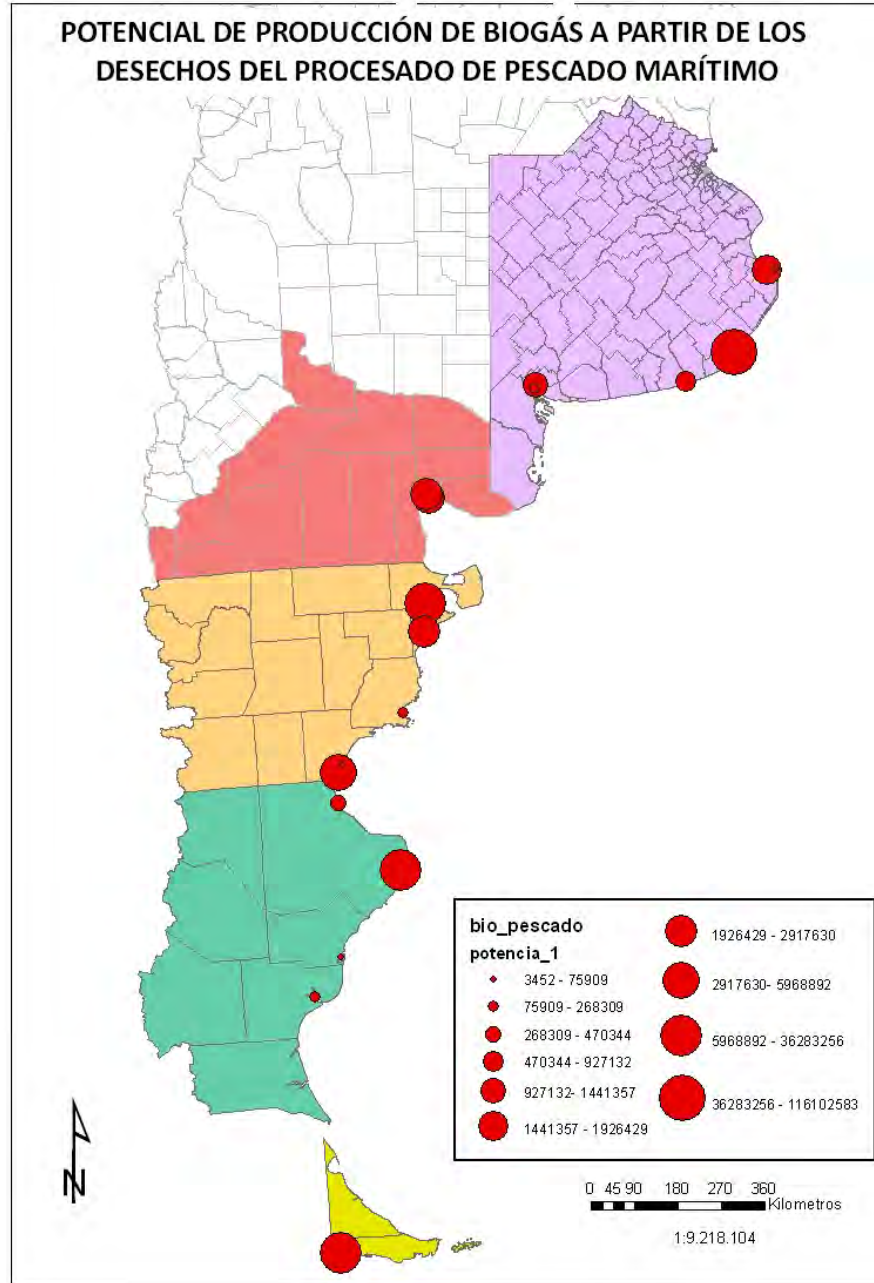 POTENCIAL DE PRODUCCIÓN DE BIOGÁS A PARTIR DE LOS
DESECHOS DEL PROCESADO DE PESCADO MARÍTIMO
bio_pescado
potencia_1
3452 - 75909
75909 - 268309
268309 - 470344
470344 - 927132
927132- 1441357
1441357 - 1926429
1926429 - 2917630
2917630- 5968892
5968892 - 36283256
36283256 - 116102583
N
0 45 90 180 270 360
Kilometros
1:9.218.104